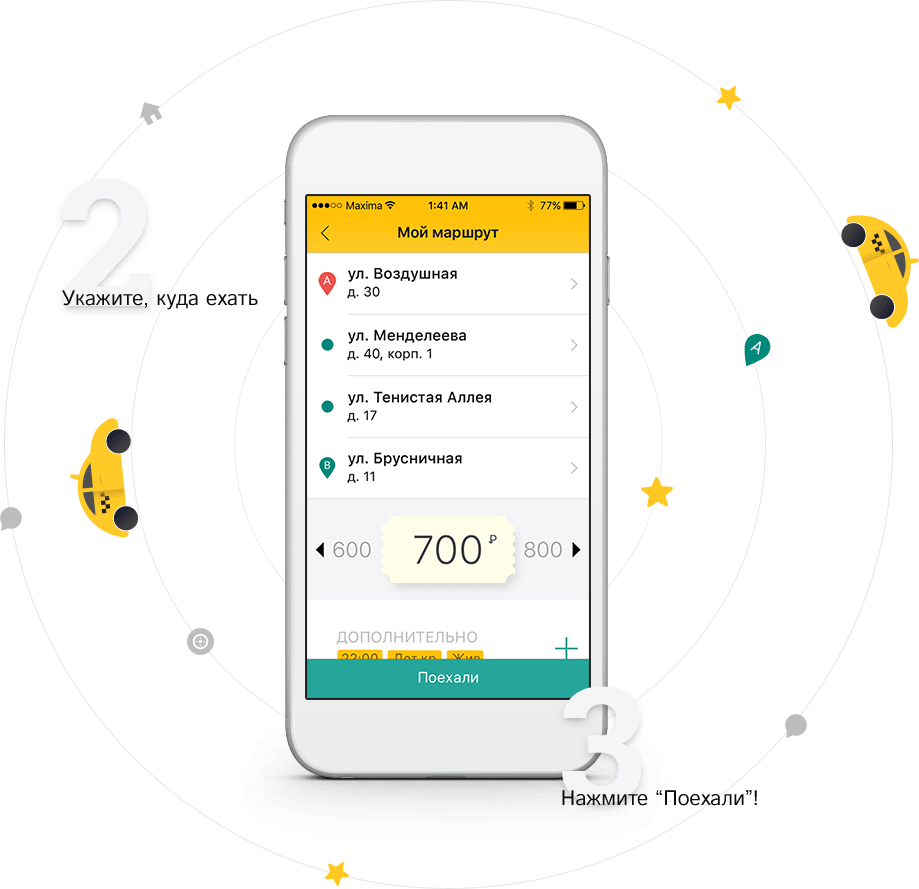 2
Укажите, куда ехать
Maxima 1:41 AM 77%
Мой маршрут
A
ул. Воздушная
д. 30
ул. Менделеева
д. 40, корп. 1
ул. Тенистая Аллея
д. 17
B
ул. Брусничная
д. 11
A
600 700 ₽ 800
ДОПОЛНИТЕЛЬНО
22:00 Дет.кр Жив
Поехали
3
Нажмите “Поехали”!